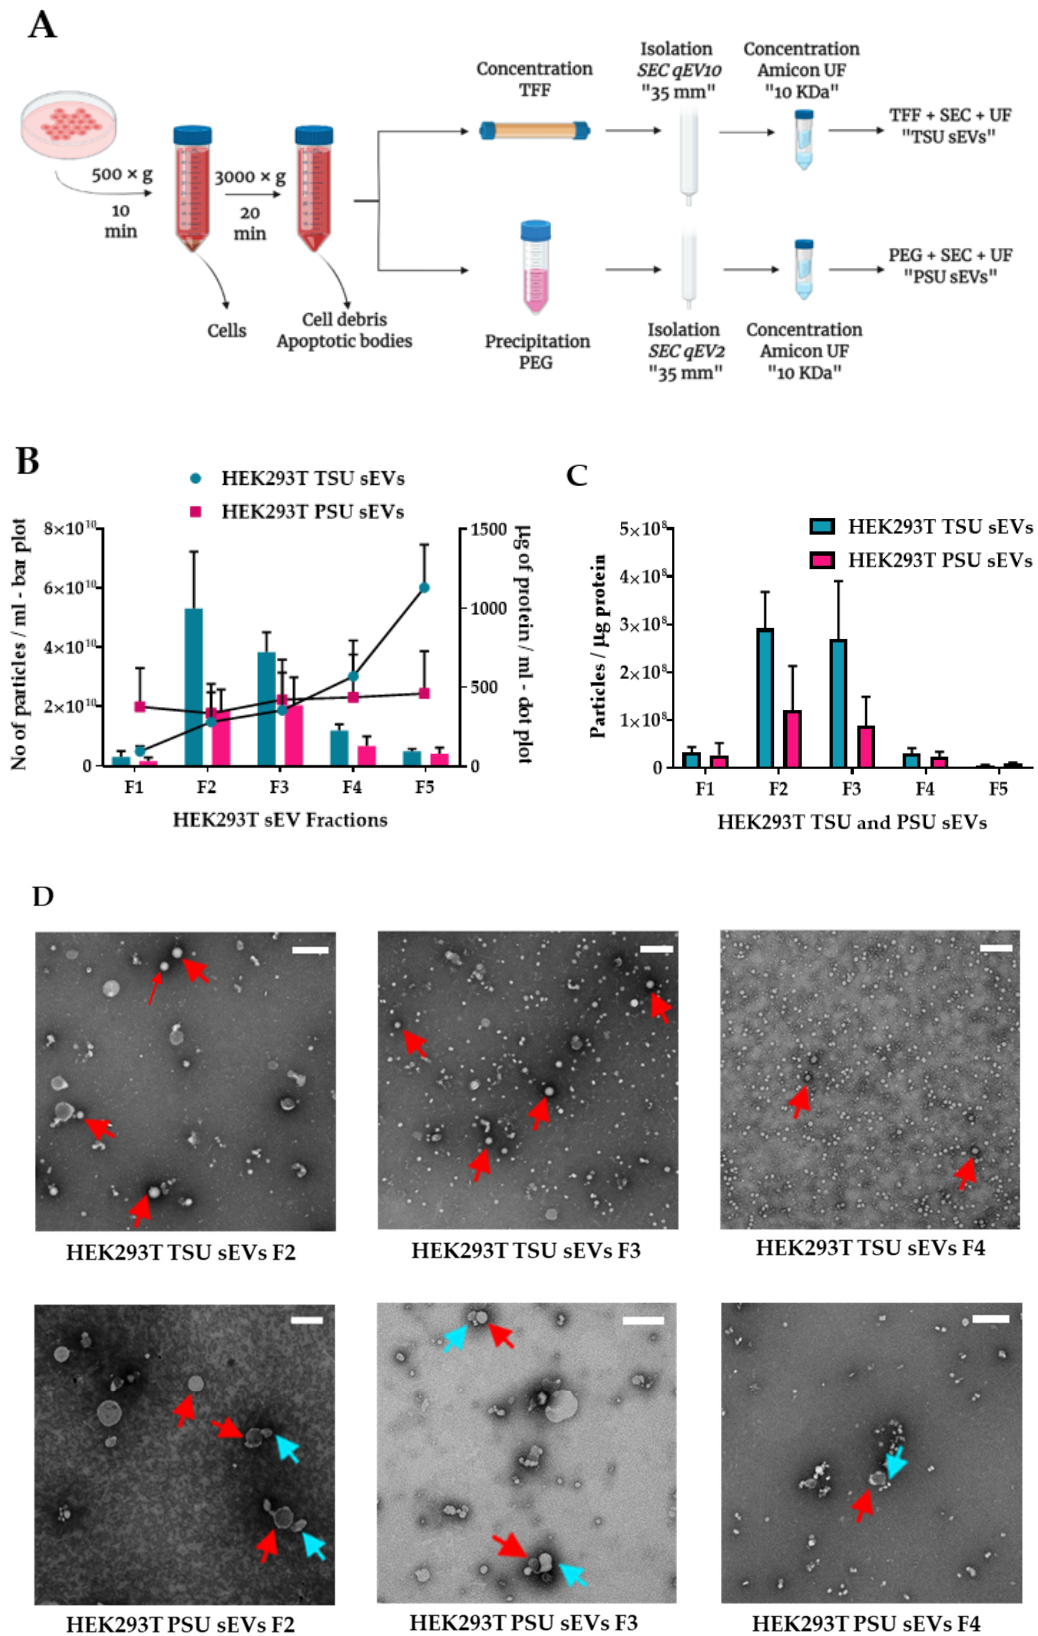 A
500 × g
10
min
3000 × g
20
min
Cells
Cell debris
Apoptotic bodies
Concentration
TFF
Isolation
SEC qEV10
"35 mm"
Concentration
Amicon UF
"10 KDa"
TFF + SEC + UF
"TSU sEVs"
Precipitation
PEG
Isolation
SEC qEV2
"35 mm"
Concentration
Amicon UF
"10 KDa"
PEG + SEC + UF
"PSU sEVs"
B
HEK293T TSU sEVs
HEK293T PSU sEVs
No of particles / ml - bar plot
8×10¹⁰
6×10¹⁰
4×10¹⁰
2×10¹⁰
0
1500
1000
500
0
µg of protein / ml - dot plot
F1 F2 F3 F4 F5
HEK293T sEV Fractions
C
HEK293T TSU sEVs
HEK293T PSU sEVs
Particles / µg protein
5×10⁸
4×10⁸
3×10⁸
2×10⁸
1×10⁸
0
F1 F2 F3 F4 F5
HEK293T TSU and PSU sEVs
D
HEK293T TSU sEVs F2
HEK293T TSU sEVs F3
HEK293T TSU sEVs F4
HEK293T PSU sEVs F2
HEK293T PSU sEVs F3
HEK293T PSU sEVs F4